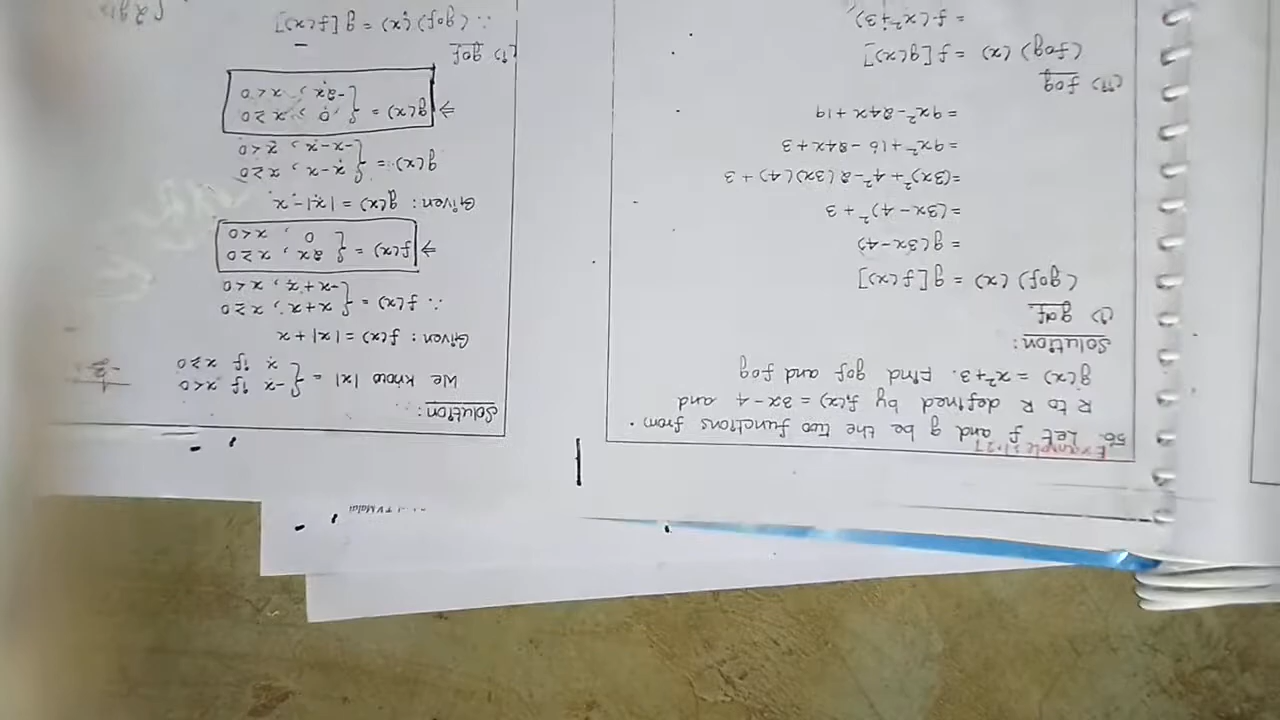 Example: 1.27
56. Let f and g be the two functions from
R to R defined by f(x) = 3x-4 and
g(x) = x²+3. Find gof and fog
Solution:
(i) gof
(gof) (x) = g[f(x)]
= g(3x-4)
= (3x-4)² + 3
= (3x)²+4²-2(3x)(4)+3
= 9x²+16-24x+3
= 9x²-24x+19
(ii) fog
(fog) (x) = f[g(x)]
= f(x²+3)
Solution:
We know |x| = { -x if x<0
x if x≥0
Given: f(x) = |x|+x
∴ f(x) = { x+x, x≥0
-x+x, x<0
⇒ f(x) = { 2x, x≥0
0, x<0
Given: g(x) = |x|-x
g(x) = { x-x, x≥0
-x-x, x<0
⇒ g(x) = { 0, x≥0
-2x, x<0
(i) gof
∴ (gof) (x) = g[f(x)]